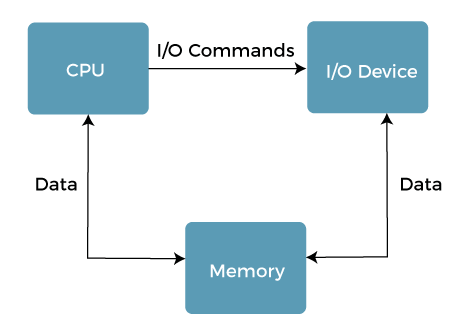 CPU
I/O Commands
I/O Device
Data
Data
Memory